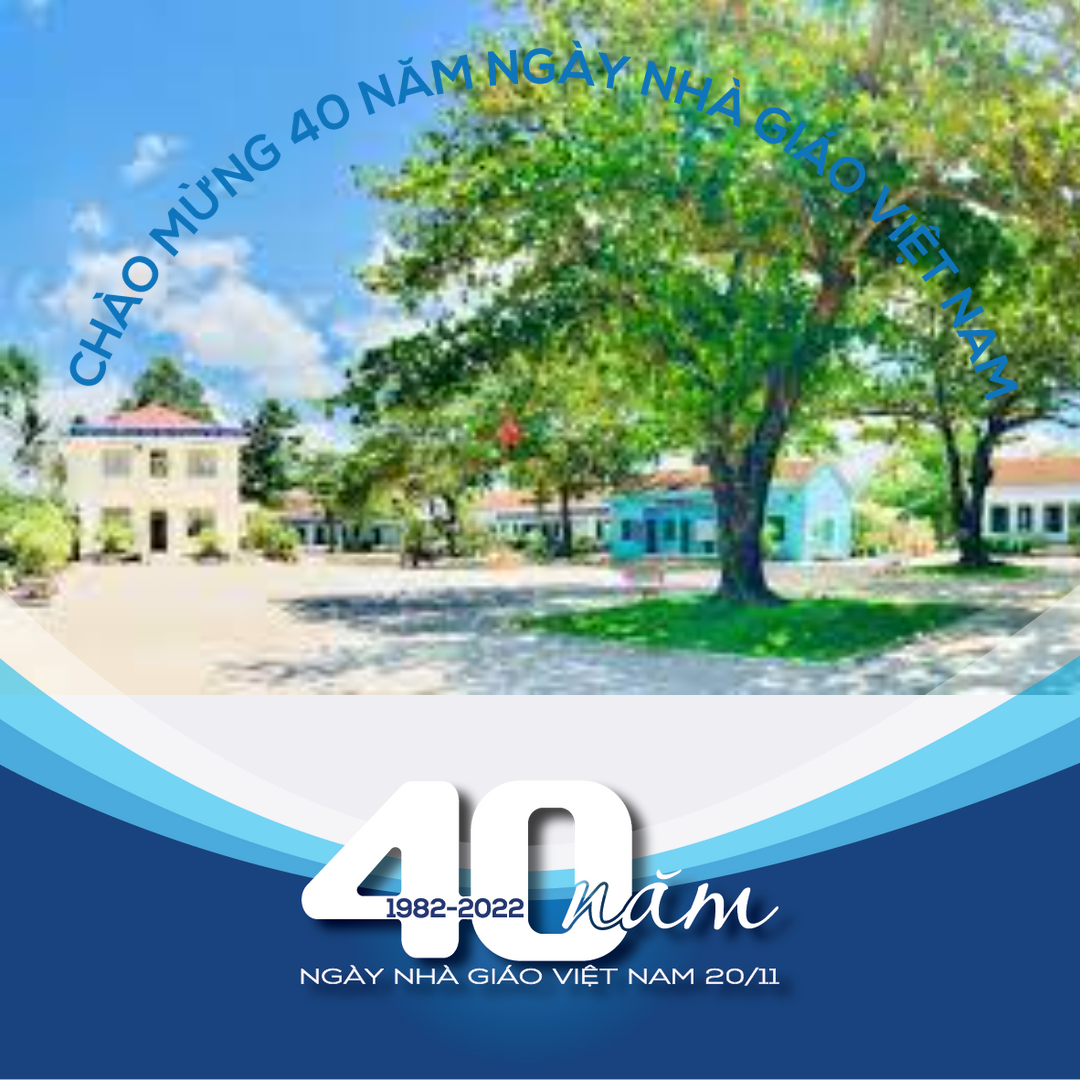 CHÀO MỪNG 40 NĂM NGÀY NHÀ GIÁO VIỆT NAM
40 năm
1982-2022
NGÀY NHÀ GIÁO VIỆT NAM 20/11